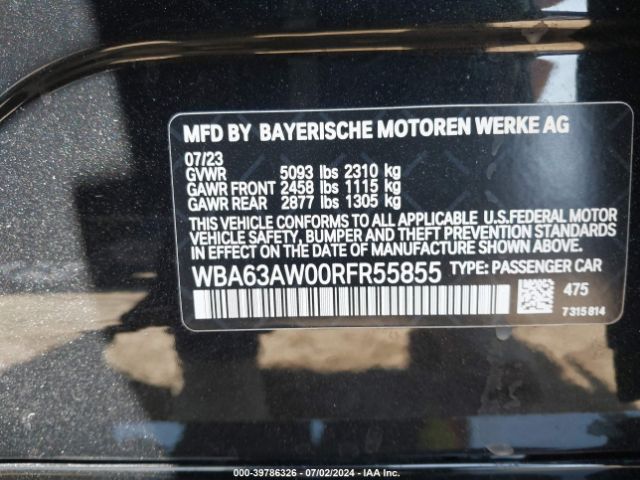 MFD BY BAYERISCHE MOTOREN WERKE AG
07/23
GVWR 5093 lbs 2310 kg
GAWR FRONT 2458 lbs 1115 kg
GAWR REAR 2877 lbs 1305 kg
THIS VEHICLE CONFORMS TO ALL APPLICABLE U.S.FEDERAL MOTOR
VEHICLE SAFETY, BUMPER AND THEFT PREVENTION STANDARDS
IN EFFECT ON THE DATE OF MANUFACTURE SHOWN ABOVE.
WBA63AW00RFR55855 TYPE: PASSENGER CAR
475
7315814
000-39786326 - 07/02/2024 - IAA Inc.